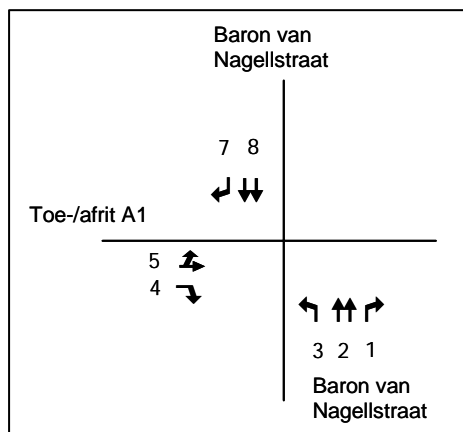 Baron van
Nagellstraat
7 8
Toe-/afrit A1
5
4
3 2 1
Baron van
Nagellstraat